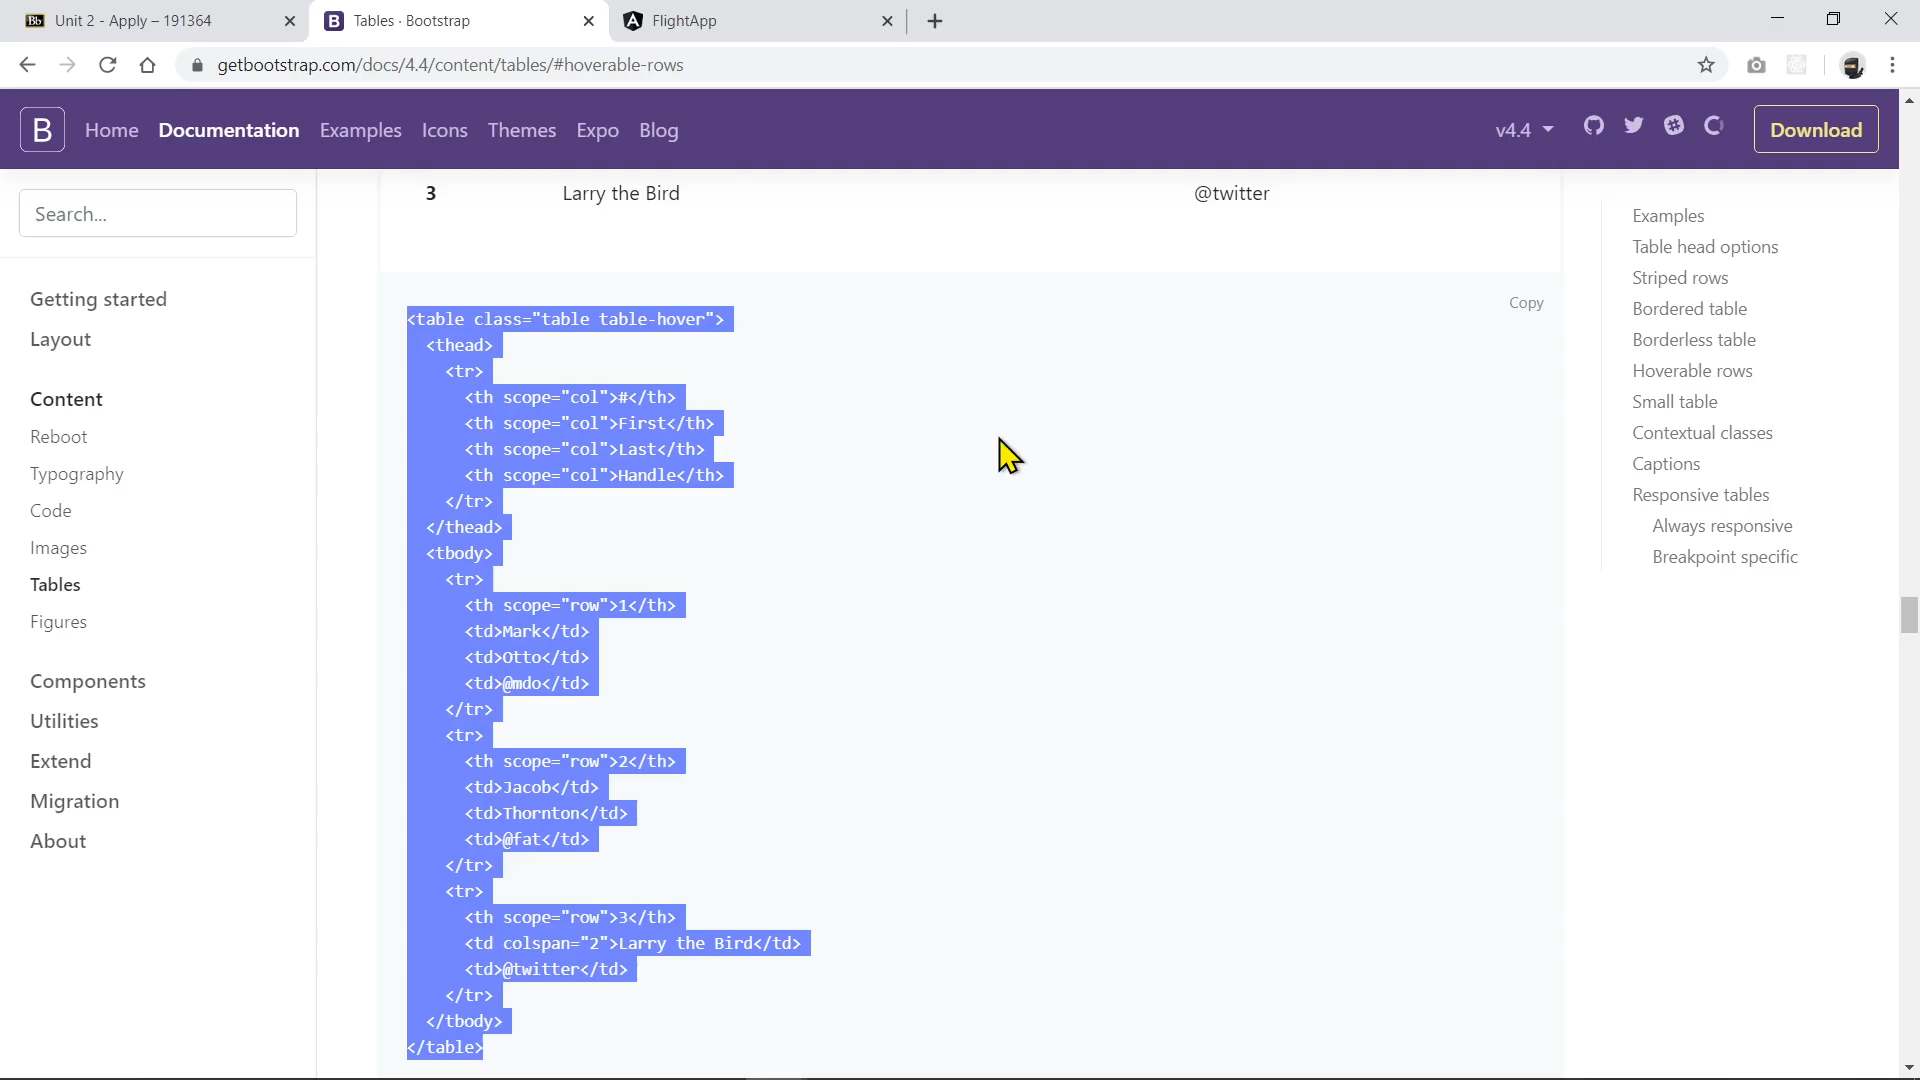 Bb Unit 2 - Apply – 191364
B Tables · Bootstrap
A FlightApp
getbootstrap.com/docs/4.4/content/tables/#hoverable-rows
B Home Documentation Examples Icons Themes Expo Blog v4.4 Download
Search...
Getting started
Layout
Content
Reboot
Typography
Code
Images
Tables
Figures
Components
Utilities
Extend
Migration
About
3 Larry the Bird @twitter
Copy
<table class="table table-hover">
  <thead>
    <tr>
      <th scope="col">#</th>
      <th scope="col">First</th>
      <th scope="col">Last</th>
      <th scope="col">Handle</th>
    </tr>
  </thead>
  <tbody>
    <tr>
      <th scope="row">1</th>
      <td>Mark</td>
      <td>Otto</td>
      <td>@mdo</td>
    </tr>
    <tr>
      <th scope="row">2</th>
      <td>Jacob</td>
      <td>Thornton</td>
      <td>@fat</td>
    </tr>
    <tr>
      <th scope="row">3</th>
      <td colspan="2">Larry the Bird</td>
      <td>@twitter</td>
    </tr>
  </tbody>
</table>
Examples
Table head options
Striped rows
Bordered table
Borderless table
Hoverable rows
Small table
Contextual classes
Captions
Responsive tables
Always responsive
Breakpoint specific